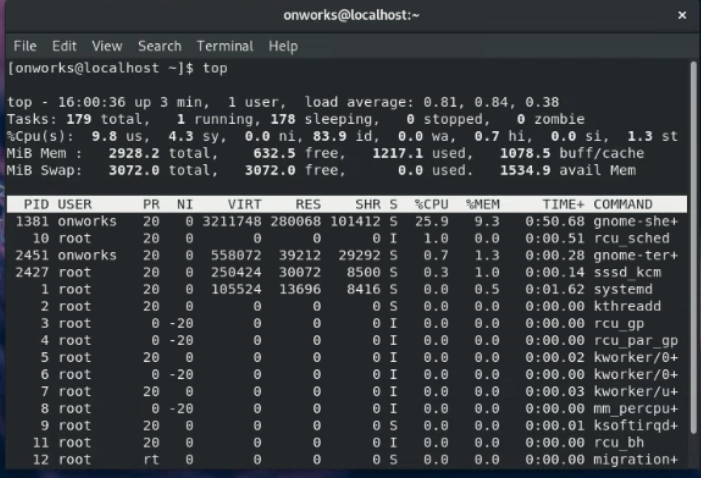 onworks@localhost:~ ×
File Edit View Search Terminal Help
[onworks@localhost ~]$ top
top - 16:00:36 up 3 min,  1 user,  load average: 0.81, 0.84, 0.38
Tasks: 179 total,   1 running, 178 sleeping,   0 stopped,   0 zombie
%Cpu(s):  9.8 us,  4.3 sy,  0.0 ni, 83.9 id,  0.0 wa,  0.7 hi,  0.0 si,  1.3 st
MiB Mem :   2928.2 total,    632.5 free,   1217.1 used,   1078.5 buff/cache
MiB Swap:   3072.0 total,   3072.0 free,      0.0 used.   1534.9 avail Mem
PID USER      PR  NI    VIRT    RES    SHR S  %CPU  %MEM     TIME+ COMMAND
1381 onworks   20   0 3211748 280068 101412 S  25.9   9.3   0:50.68 gnome-she+
10 root      20   0       0      0      0 I   1.0   0.0   0:00.51 rcu_sched
2451 onworks   20   0  558072  39212  29292 S   0.7   1.3   0:00.28 gnome-ter+
2427 root      20   0  250424  30072   8500 S   0.3   1.0   0:00.14 sssd_kcm
1 root      20   0  105524  13696   8416 S   0.0   0.5   0:01.62 systemd
2 root      20   0       0      0      0 S   0.0   0.0   0:00.00 kthreadd
3 root       0 -20       0      0      0 I   0.0   0.0   0:00.00 rcu_gp
4 root       0 -20       0      0      0 I   0.0   0.0   0:00.00 rcu_par_gp
5 root      20   0       0      0      0 I   0.0   0.0   0:00.02 kworker/0+
6 root       0 -20       0      0      0 I   0.0   0.0   0:00.00 kworker/0+
7 root      20   0       0      0      0 I   0.0   0.0   0:00.03 kworker/u+
8 root       0 -20       0      0      0 I   0.0   0.0   0:00.00 mm_percpu+
9 root      20   0       0      0      0 S   0.0   0.0   0:00.01 ksoftirqd+
11 root      20   0       0      0      0 I   0.0   0.0   0:00.00 rcu_bh
12 root      rt   0       0      0      0 S   0.0   0.0   0:00.00 migration+